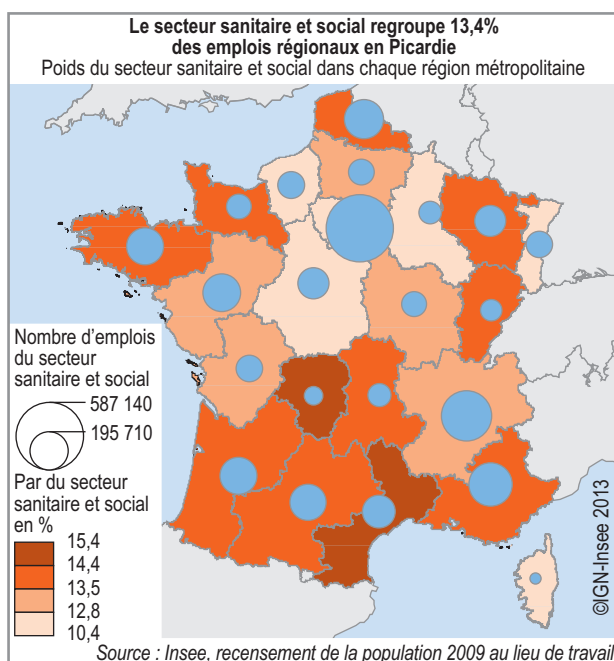 Le secteur sanitaire et social regroupe 13,4%
des emplois régionaux en Picardie
Poids du secteur sanitaire et social dans chaque région métropolitaine
Nombre d'emplois
du secteur
sanitaire et social
587 140
195 710
Par du secteur
sanitaire et social
en %
15,4
14,4
13,5
12,8
10,4
©IGN-Insee 2013
Source : Insee, recensement de la population 2009 au lieu de travail